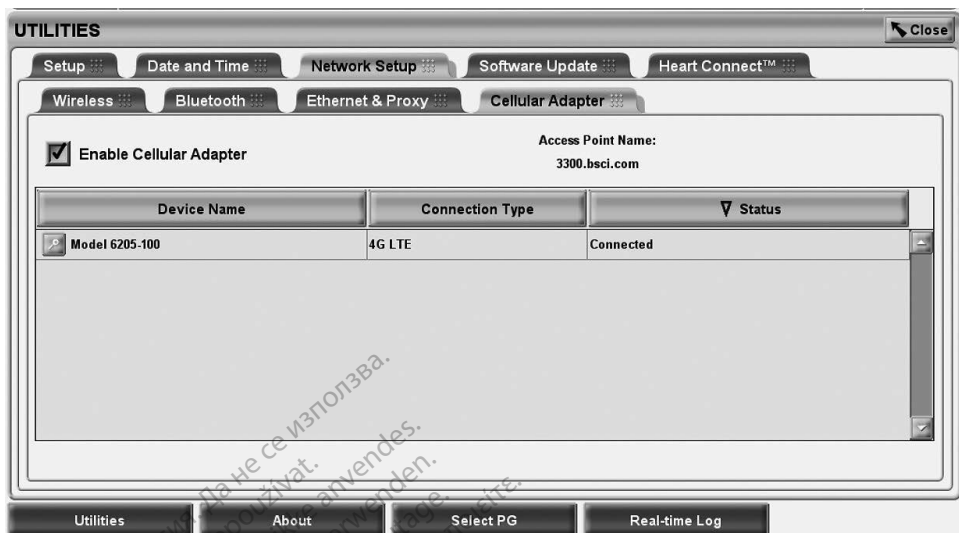 UTILITIES
Close
Setup Date and Time Network Setup Software Update Heart Connect™
Wireless Bluetooth Ethernet & Proxy Cellular Adapter
Enable Cellular Adapter
Access Point Name:
3300.bsci.com
Device Name Connection Type Status
Model 6205-100 4G LTE Connected
Да не се използва.
používat.
anvendes.
Utilities About Select PG Real-time Log